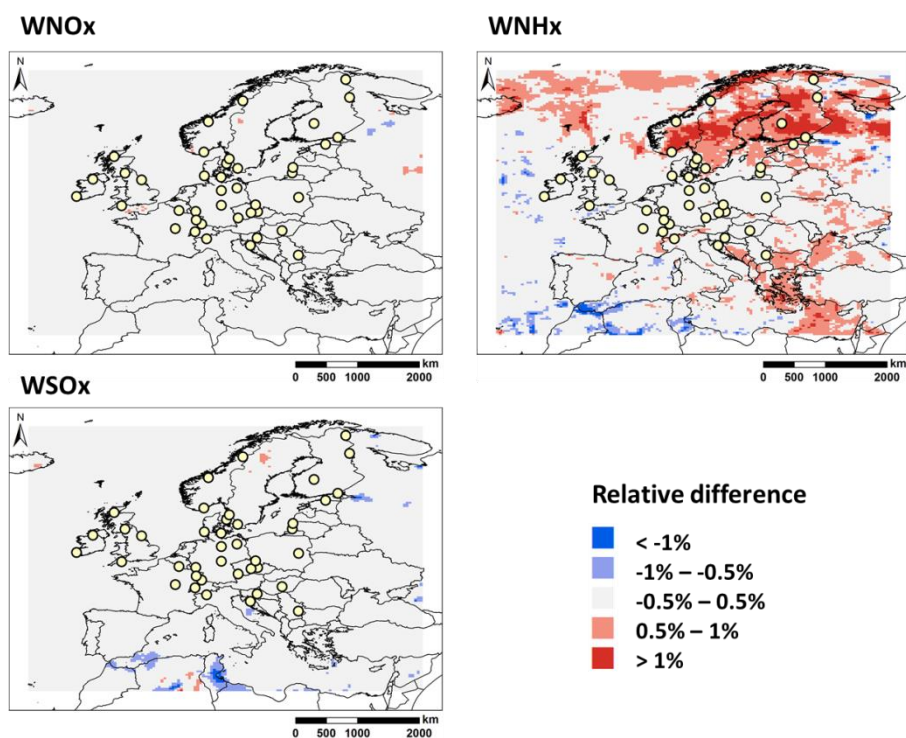 WNOx
WNHx
N
N
km
0 500 1000 2000
km
0 500 1000 2000
WSOx
N
km
0 500 1000 2000
Relative difference
< -1%
-1% – -0.5%
-0.5% – 0.5%
0.5% – 1%
> 1%